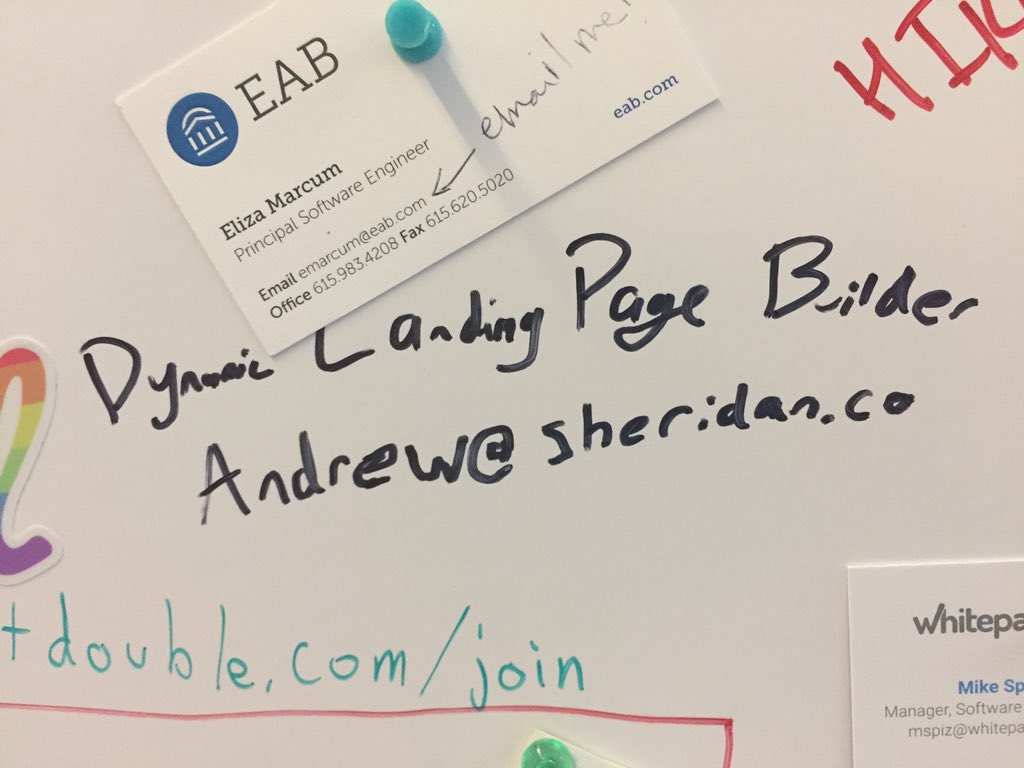 EAB
email me!
eab.com
Eliza Marcum
Principal Software Engineer
Email emarcum@eab.com
Office 615.983.4208 Fax 615.620.5020
Dynamic Landing Page Builder
Andrew@sheridan.co
tdouble.com/join
whitepa
Mike Sp
Manager, Software
mspiz@whitepa